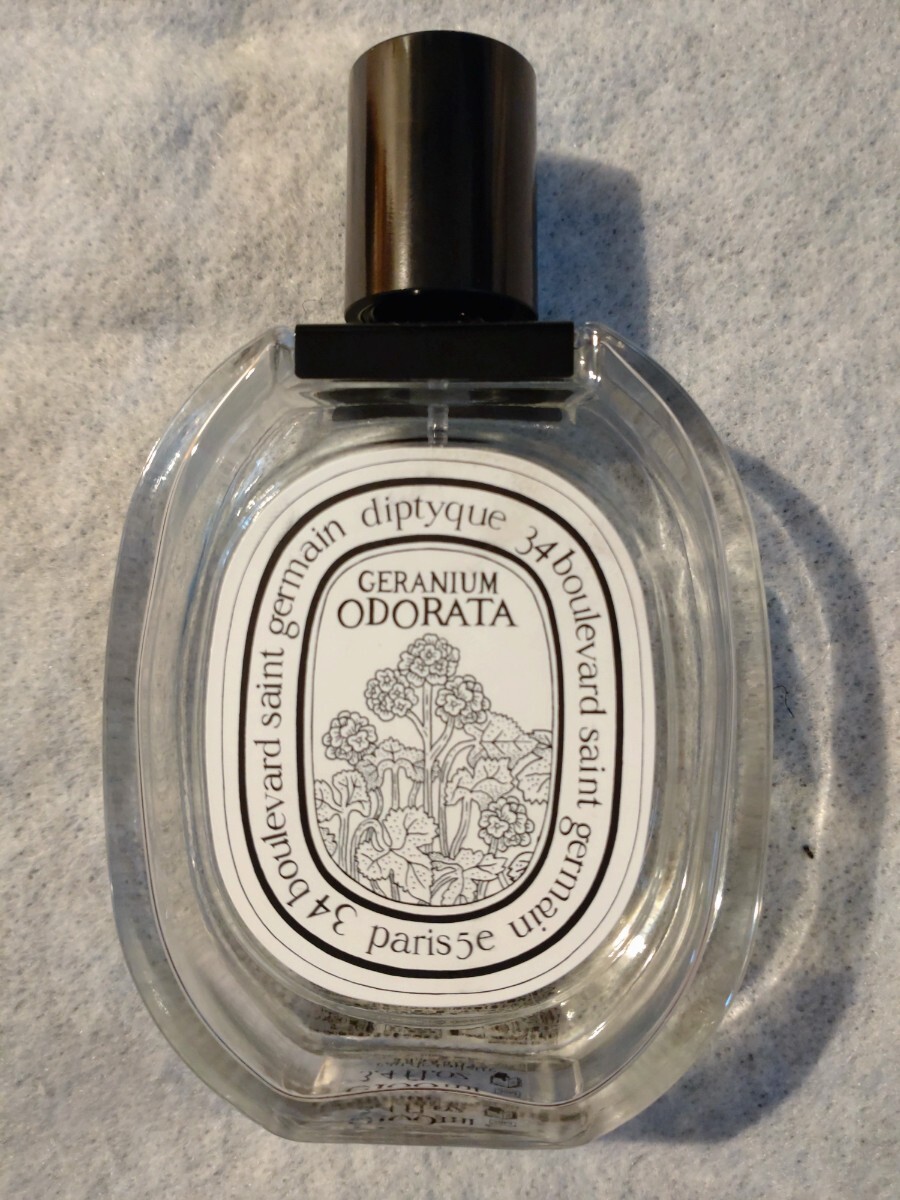 diptyque
34 boulevard saint germain
paris5e
34 boulevard saint germain
GERANIUM
ODORATA